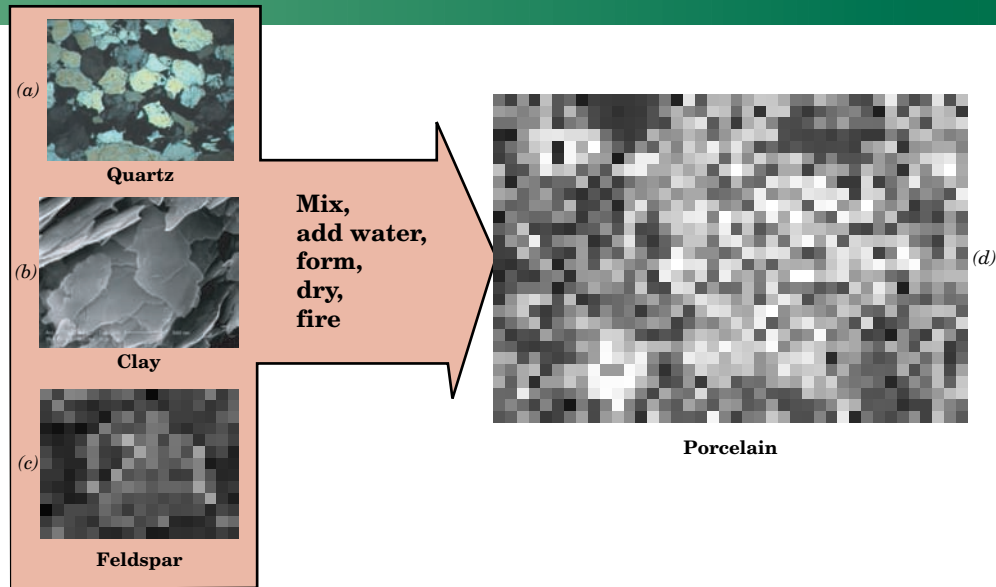 (a)
Quartz
(b)
Clay
(c)
Feldspar
Mix,
add water,
form,
dry,
fire
(d)
Porcelain